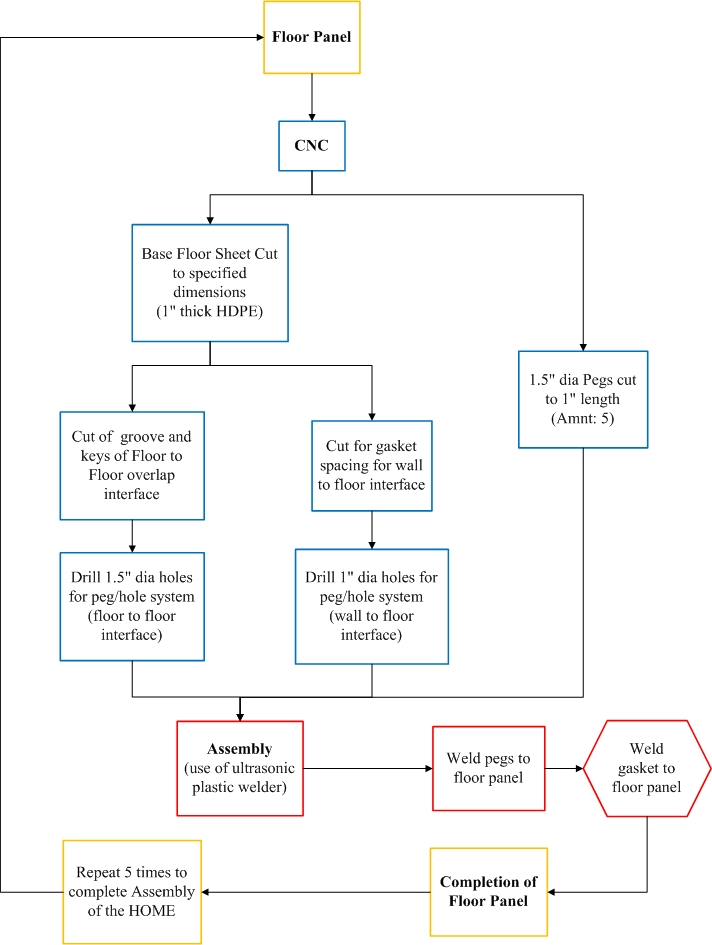 Floor Panel
CNC
Base Floor Sheet Cut
to specified
dimensions
(1" thick HDPE)
1.5" dia Pegs cut
to 1" length
(Amnt: 5)
Cut of groove and
keys of Floor to
Floor overlap
interface
Cut for gasket
spacing for wall
to floor interface
Drill 1.5" dia holes
for peg/hole system
(floor to floor
interface)
Drill 1" dia holes for
peg/hole system
(wall to floor
interface)
Assembly
(use of ultrasonic
plastic welder)
Weld pegs to
floor panel
Weld
gasket to
floor panel
Completion of
Floor Panel
Repeat 5 times to
complete Assembly
of the HOME